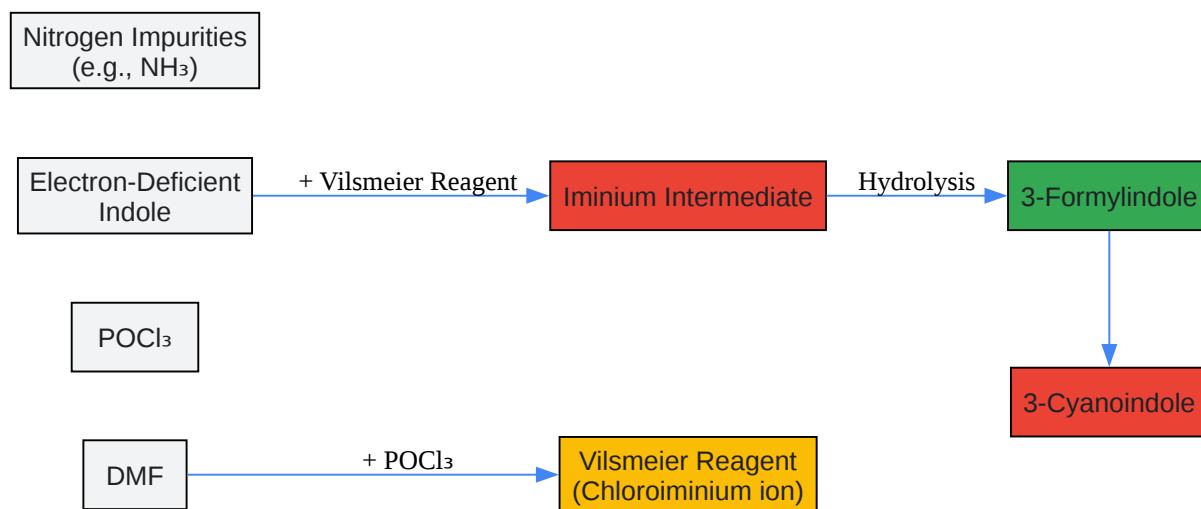 Nitrogen Impurities
(e.g., NH₃)
Electron-Deficient
Indole
+ Vilsmeier Reagent
Iminium Intermediate
Hydrolysis
3-Formylindole
POCl₃
3-Cyanoindole
DMF
+ POCl₃
Vilsmeier Reagent
(Chloroiminium ion)